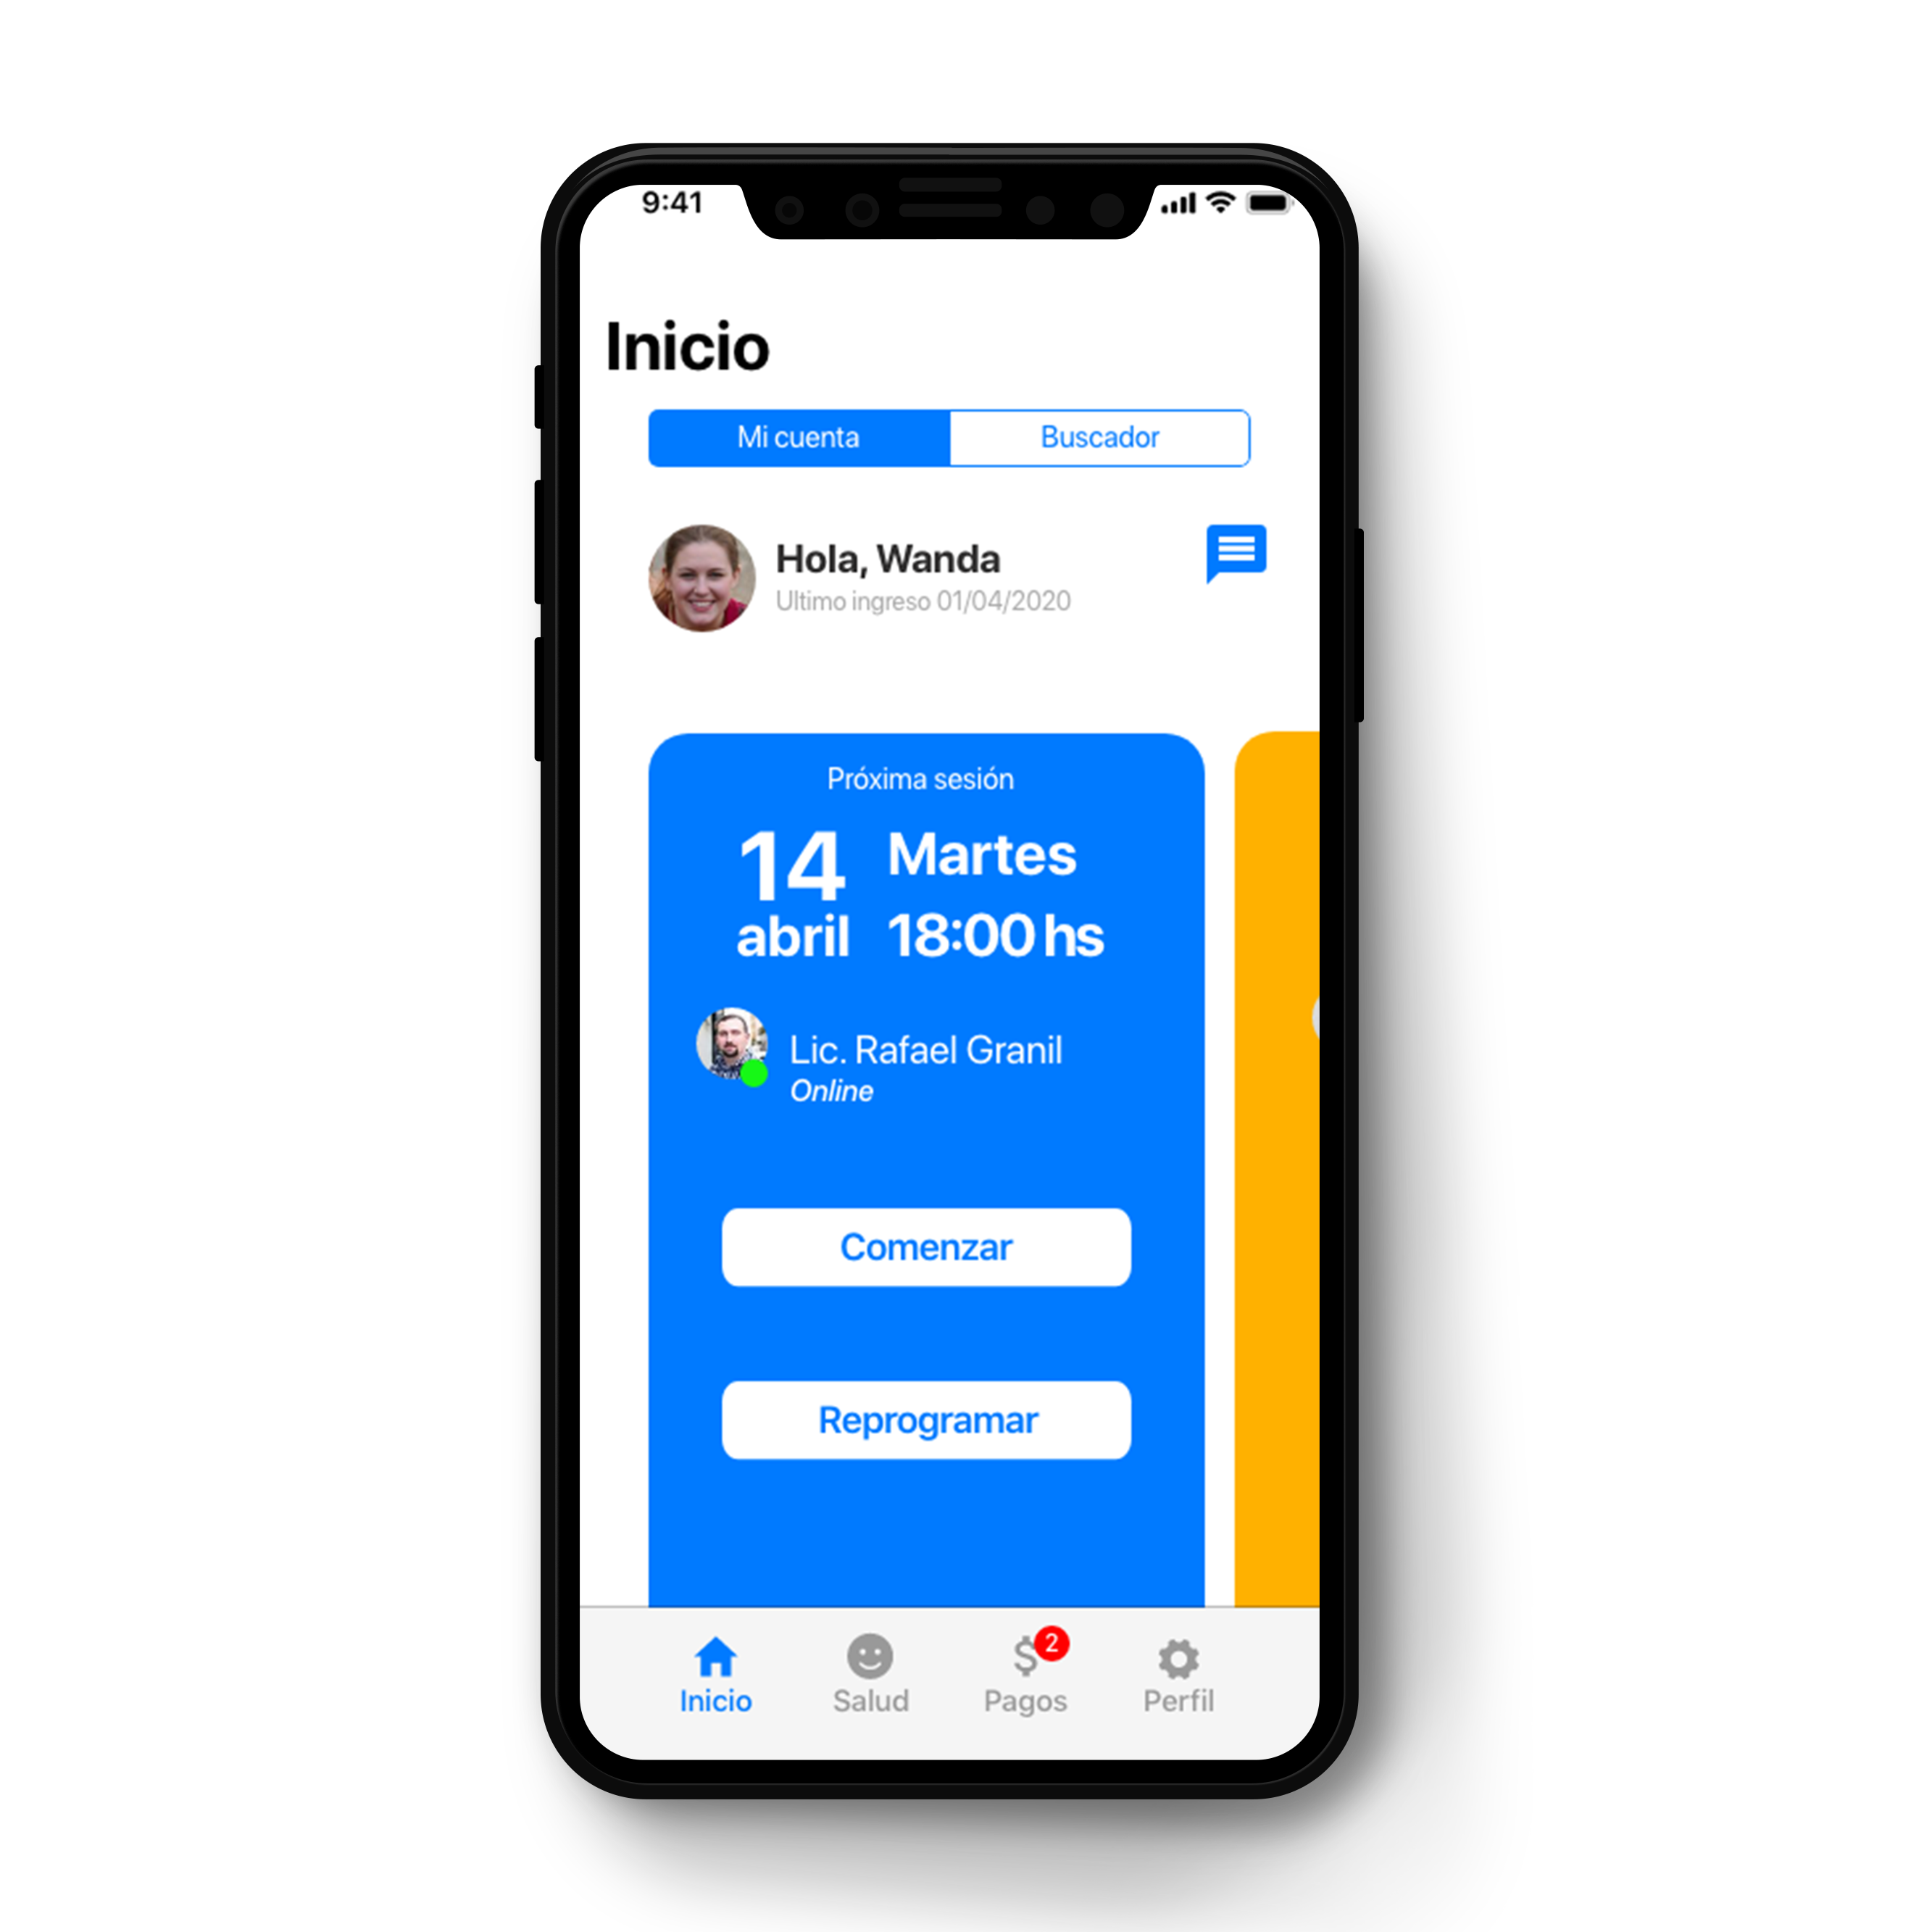 9:41
Inicio
Mi cuenta
Buscador
Hola, Wanda
Ultimo ingreso 01/04/2020
Próxima sesión
14 Martes
abril 18:00 hs
Lic. Rafael Granil
Online
Comenzar
Reprogramar
2
Inicio Salud Pagos Perfil